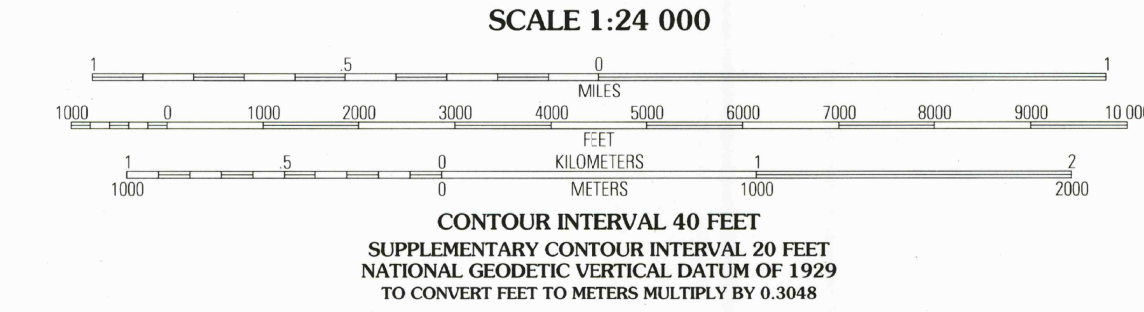 SCALE 1:24 000
1 .5 0 1
MILES
1000 0 1000 2000 3000 4000 5000 6000 7000 8000 9000 10 000
FEET
1 .5 0 KILOMETERS 1 2
1000 0 METERS 1000 2000
CONTOUR INTERVAL 40 FEET
SUPPLEMENTARY CONTOUR INTERVAL 20 FEET
NATIONAL GEODETIC VERTICAL DATUM OF 1929
TO CONVERT FEET TO METERS MULTIPLY BY 0.3048